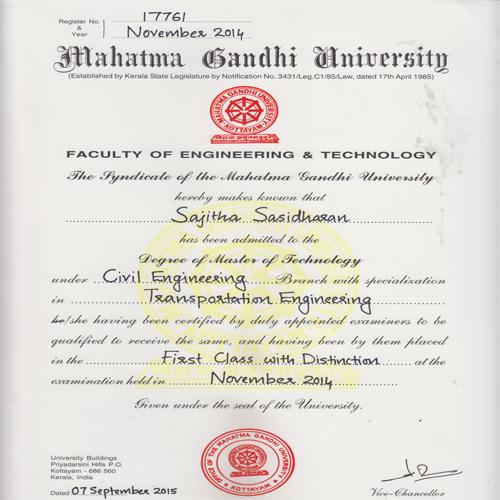 Register No. & Year 17761
November 2014
Mahatma Gandhi University
(Established by Kerala State Legislature by Notification No. 3431/Leg.C1/85/Law, dated 17th April 1985)
MAHATMA GANDHI UNIVERSITY
KOTTAYAM
FACULTY OF ENGINEERING & TECHNOLOGY
The Syndicate of the Mahatma Gandhi University
hereby makes known that
Sajitha Sasidharan
has been admitted to the
Degree of Master of Technology
under Civil Engineering Branch with specialization
in Transportation Engineering
he/she having been certified by duly appointed examiners to be
qualified to receive the same, and having been by them placed
in the First Class with Distinction at the
examination held in November 2014
Given under the seal of the University.
University Buildings
Priyadarsini Hills P.O.
Kottayam - 686 560
Kerala, India
Dated 07 September 2015
OFFICE OF THE MAHATMA GANDHI UNIVERSITY
KOTTAYAM
Vice-Chancellor